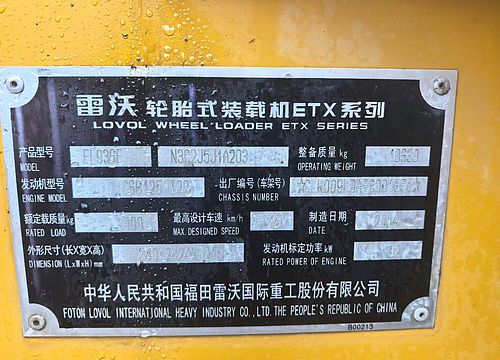 雷沃 轮胎式装载机ETX系列
LOVOL WHEEL LOADER ETX SERIES
产品型号 MODEL N3C2J5J1A203 整备质量 kg OPERATING WEIGHT
发动机型号 ENGINE MODEL 出厂编号(车架号) CHASSIS NUMBER
额定载质量kg RATED LOAD 最高设计车速 km/h MAX.DESIGNED SPEED 制造日期 DATE
外形尺寸(长X宽X高) DIMENSION (LxWxH) mm 发动机标定功率 kW RATED POWER OF ENGINE
中华人民共和国福田雷沃国际重工股份有限公司
FOTON LOVOL INTERNATIONAL HEAVY INDUSTRY CO., LTD. THE PEOPLE'S REPUBLIC OF CHINA
B00213